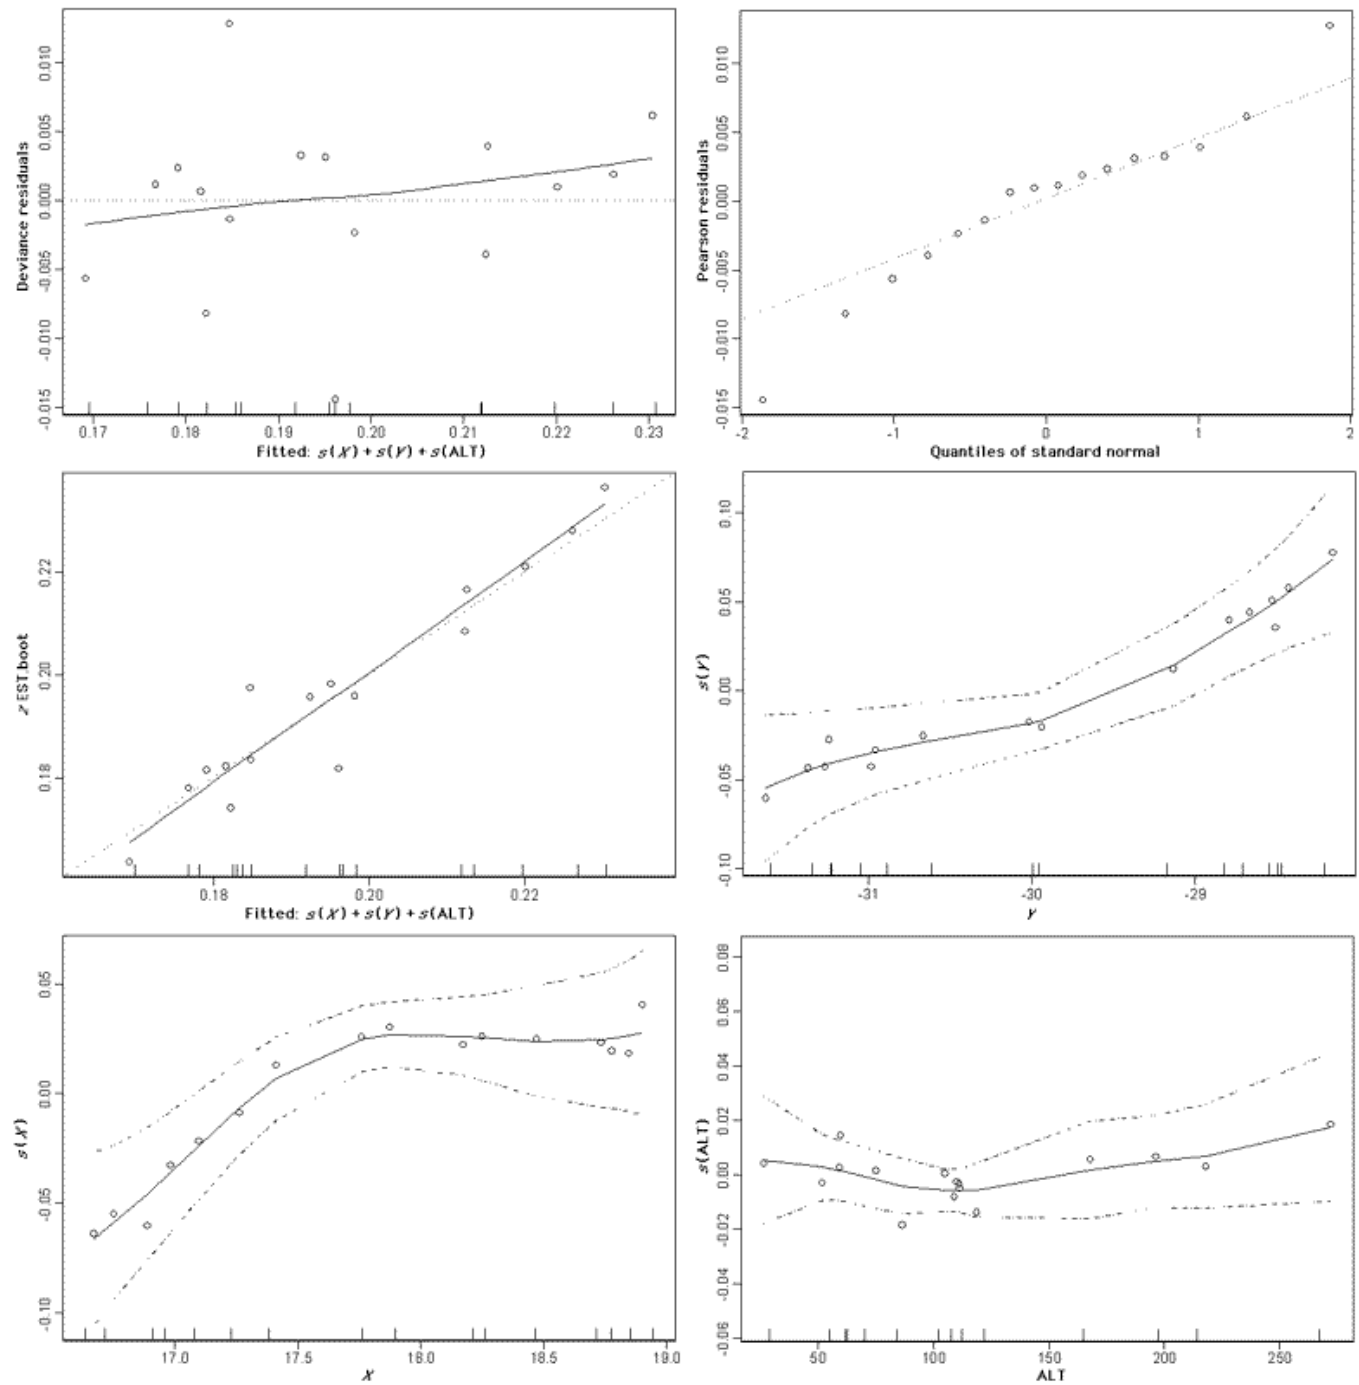 Deviance residuals
0.010
0.005
0.000
-0.005
-0.010
-0.015
0.17 0.18 0.19 0.20 0.21 0.22 0.23
Fitted: s(X) + s(Y) + s(ALT)
Pearson residuals
0.010
0.005
0.000
-0.005
-0.010
-0.015
-2 -1 0 1 2
Quantiles of standard normal
z EST.boot
0.22
0.20
0.18
0.18 0.20 0.22
Fitted: s(X) + s(Y) + s(ALT)
s(Y)
0.10
0.05
0.00
-0.05
-0.10
-31 -30 -29
Y
s(X)
0.05
0.00
-0.05
-0.10
17.0 17.5 18.0 18.5 19.0
X
s(ALT)
0.08
0.06
0.04
0.02
0.00
-0.02
-0.04
-0.06
50 100 150 200 250
ALT